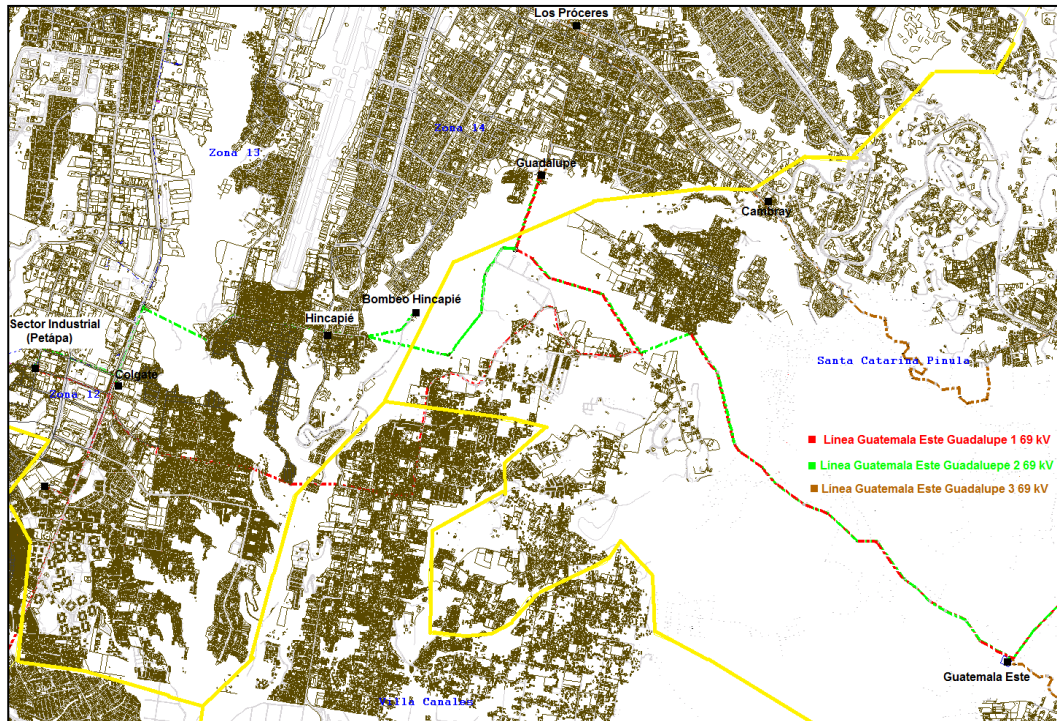 Los Próceres
Zona 14
Zona 13
Guadalupe
Cambray
Bombeo Hincapié
Hincapié
Sector Industrial
(Petápa)
Colgate
Zona 12
Santa Catarina Pinula
Línea Guatemala Este Guadalupe 1 69 kV
Línea Guatemala Este Guadaluepe 2 69 kV
Línea Guatemala Este Guadalupe 3 69 kV
Guatemala Este
Villa Canales